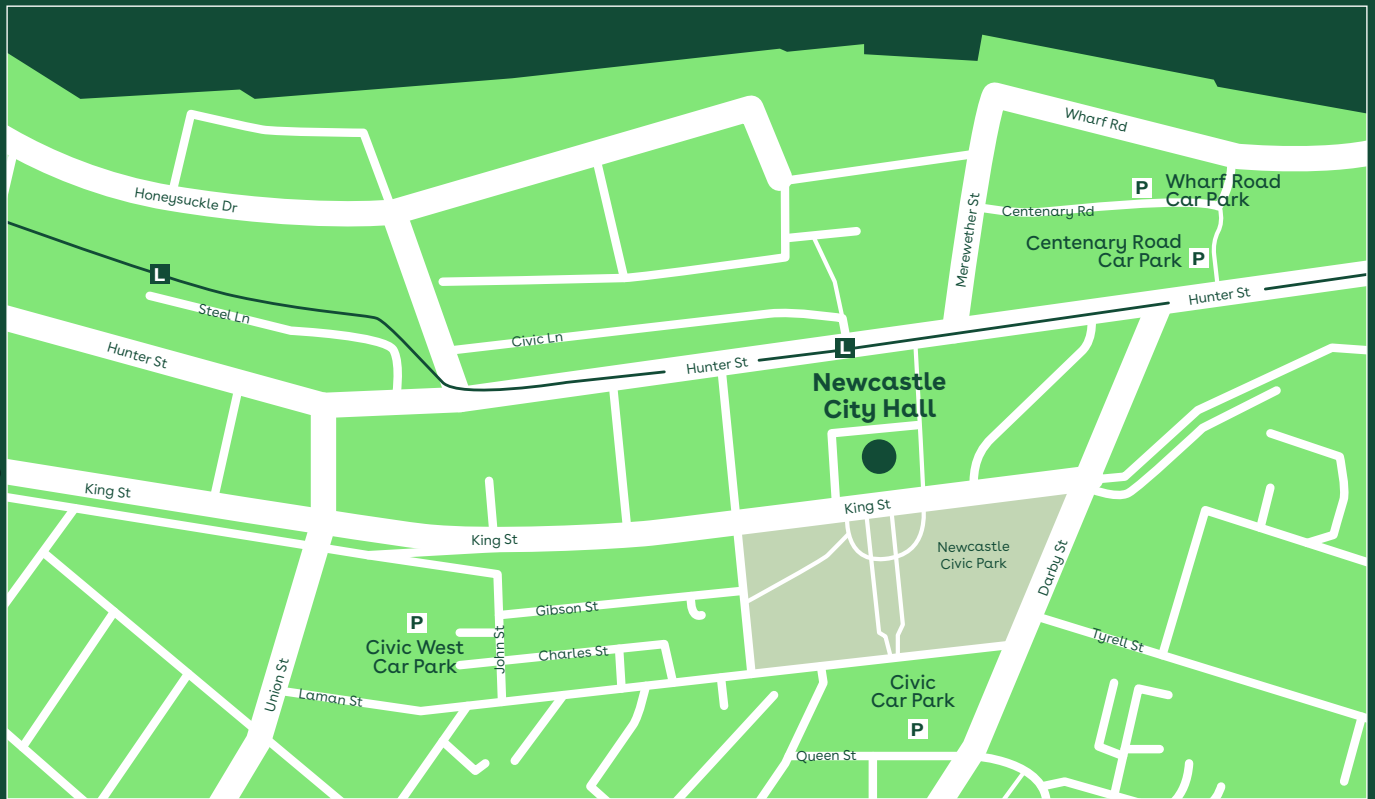 Wharf Rd
P
Wharf Road
Car Park
Honeysuckle Dr
Centenary Rd
Merewether St
Centenary Road
Car Park
P
L
Hunter St
Steel Ln
Civic Ln
Hunter St
L
Hunter St
Newcastle
City Hall
King St
King St
King St
Newcastle
Civic Park
Darby St
Gibson St
P
Civic West
Car Park
John St
Charles St
Tyrell St
Union St
Laman St
Civic
Car Park
P
Queen St